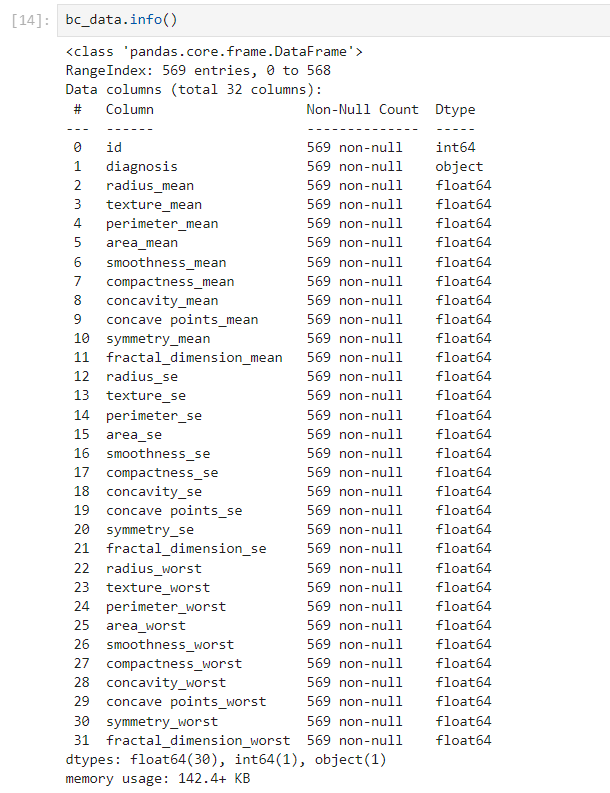 [14]: bc_data.info()
<class 'pandas.core.frame.DataFrame'>
RangeIndex: 569 entries, 0 to 568
Data columns (total 32 columns):
 #   Column                   Non-Null Count  Dtype
---  ------                   --------------  -----
 0   id                       569 non-null    int64
 1   diagnosis                569 non-null    object
 2   radius_mean              569 non-null    float64
 3   texture_mean             569 non-null    float64
 4   perimeter_mean           569 non-null    float64
 5   area_mean                569 non-null    float64
 6   smoothness_mean          569 non-null    float64
 7   compactness_mean         569 non-null    float64
 8   concavity_mean           569 non-null    float64
 9   concave points_mean      569 non-null    float64
 10  symmetry_mean            569 non-null    float64
 11  fractal_dimension_mean   569 non-null    float64
 12  radius_se                569 non-null    float64
 13  texture_se               569 non-null    float64
 14  perimeter_se             569 non-null    float64
 15  area_se                  569 non-null    float64
 16  smoothness_se            569 non-null    float64
 17  compactness_se           569 non-null    float64
 18  concavity_se             569 non-null    float64
 19  concave points_se        569 non-null    float64
 20  symmetry_se              569 non-null    float64
 21  fractal_dimension_se     569 non-null    float64
 22  radius_worst             569 non-null    float64
 23  texture_worst            569 non-null    float64
 24  perimeter_worst          569 non-null    float64
 25  area_worst               569 non-null    float64
 26  smoothness_worst         569 non-null    float64
 27  compactness_worst        569 non-null    float64
 28  concavity_worst          569 non-null    float64
 29  concave points_worst     569 non-null    float64
 30  symmetry_worst           569 non-null    float64
 31  fractal_dimension_worst  569 non-null    float64
dtypes: float64(30), int64(1), object(1)
memory usage: 142.4+ KB